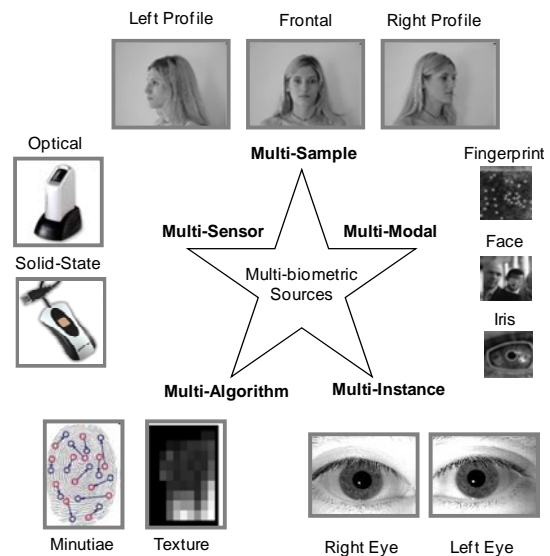 Left Profile
Frontal
Right Profile
Optical
Multi-Sample
Fingerprint
Multi-Sensor
Multi-Modal
Solid-State
Multi-biometric
Sources
Face
Iris
Multi-Algorithm
Multi-Instance
Minutiae
Texture
Right Eye
Left Eye